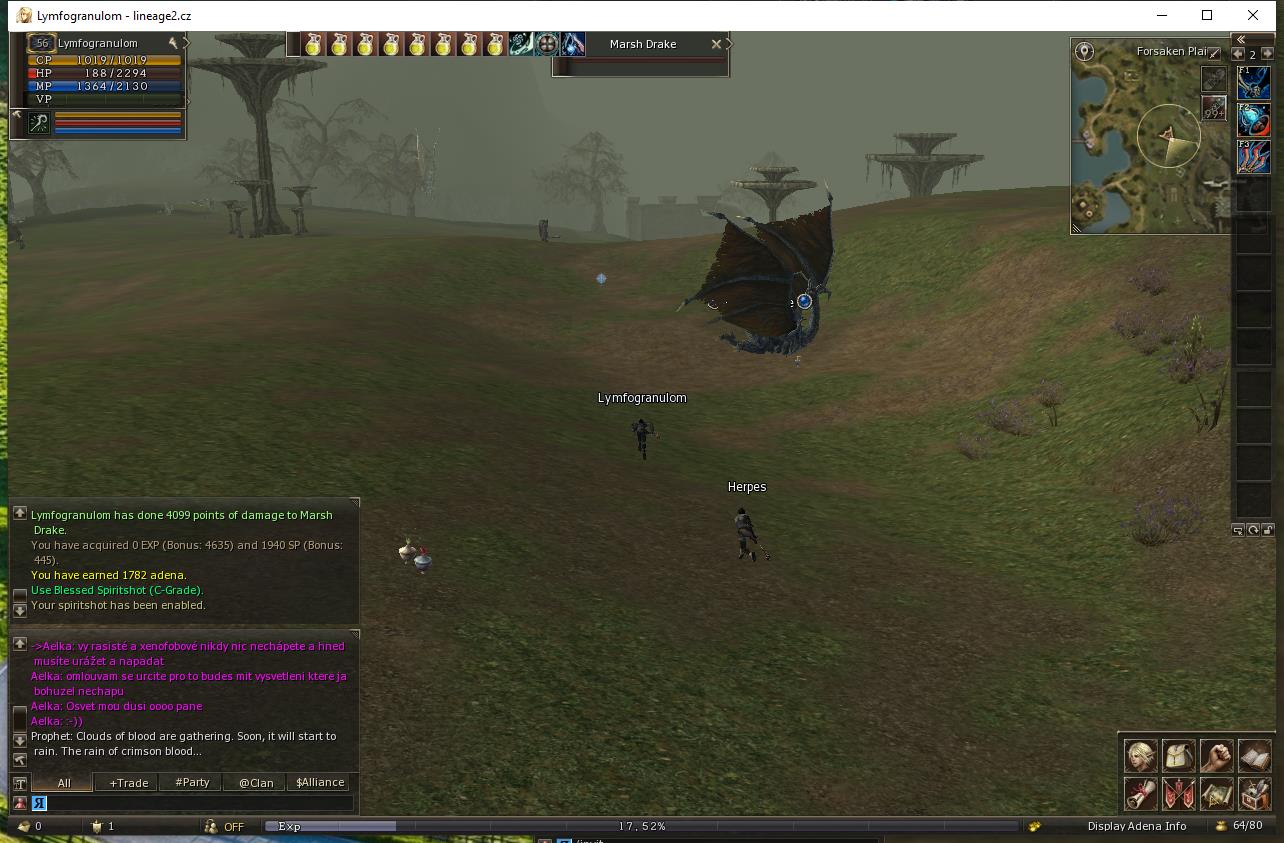 Lymfogranulom - lineage2.cz
56 Lymfogranulom
CP 1019/1019
HP 188/2294
MP 1364/2130
VP
Marsh Drake
Forsaken Plai
2
99+
F1
F2
F3
Lymfogranulom
Herpes
Lymfogranulom has done 4099 points of damage to Marsh
Drake.
You have acquired 0 EXP (Bonus: 4635) and 1940 SP (Bonus:
445).
You have earned 1782 adena.
Use Blessed Spiritshot (C-Grade).
Your spiritshot has been enabled.
->Aelka: vy rasisté a xenofobové nikdy nic nechápete a hned
musíte urážet a napadat
Aelka: omlouvam se urcite pro to budes mit vysvetleni ktere ja
bohuzel nechapu
Aelka: Osvet mou dusi oooo pane
Aelka: :-))
Prophet: Clouds of blood are gathering. Soon, it will start to
rain. The rain of crimson blood...
All +Trade #Party @Clan $Alliance
Я
0 1 OFF Exp 17,52% Display Adena Info 64/80